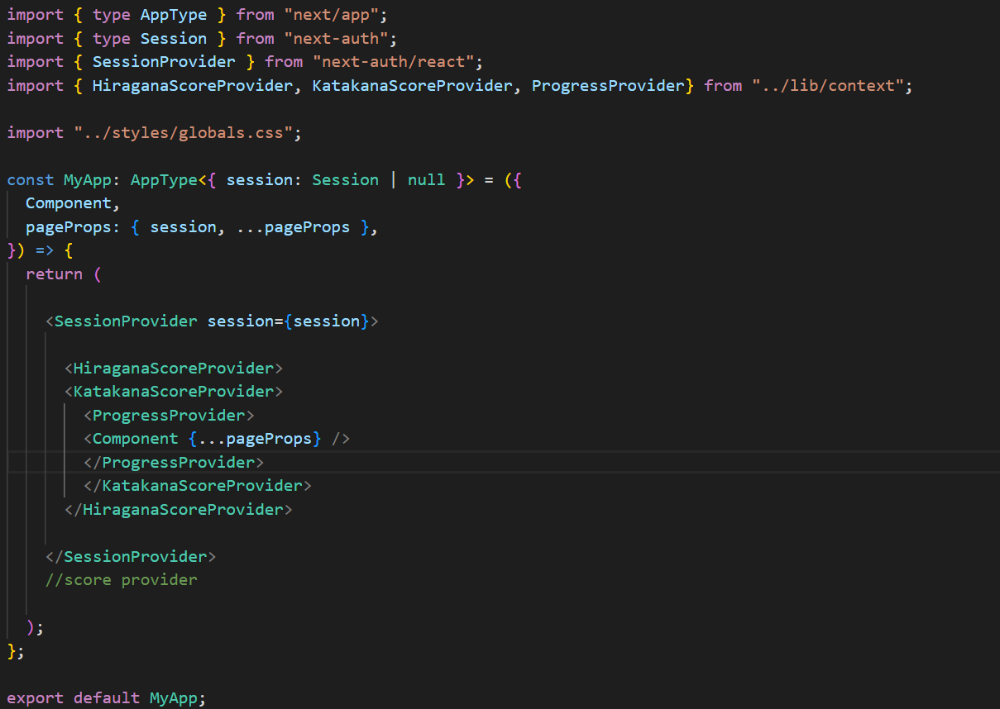 import { type AppType } from "next/app";
import { type Session } from "next-auth";
import { SessionProvider } from "next-auth/react";
import { HiraganaScoreProvider, KatakanaScoreProvider, ProgressProvider} from "../lib/context";

import "../styles/globals.css";

const MyApp: AppType<{ session: Session | null }> = ({
  Component,
  pageProps: { session, ...pageProps },
}) => {
  return (

    <SessionProvider session={session}>

      <HiraganaScoreProvider>
      <KatakanaScoreProvider>
        <ProgressProvider>
        <Component {...pageProps} />
        </ProgressProvider>
        </KatakanaScoreProvider>
      </HiraganaScoreProvider>

    </SessionProvider>
    //score provider

  );
};

export default MyApp;